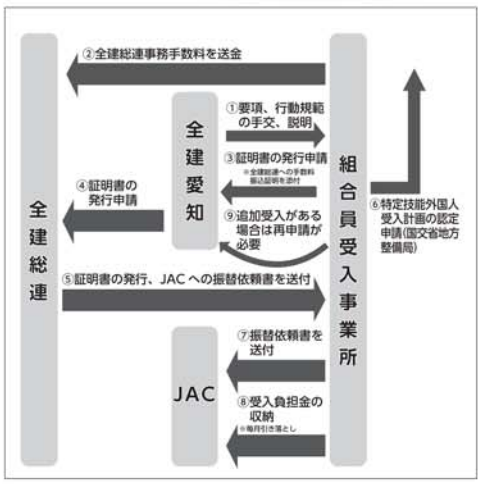 ②全建総連事務手数料を送金
①要項、行動規範
の手交、説明
③証明書の発行申請
※全建総連への手数料
振込証明を添付
④証明書の
発行申請
⑨追加受入がある
場合は再申請が
必要
⑥特定技能外国人
受入計画の認定
申請(国交省地方
整備局)
⑤証明書の発行、JACへの振替依頼書を送付
⑦振替依頼書を
送付
⑧受入負担金の
収納
※毎月引き落とし
全建総連
全建愛知
組合員受入事業所
JAC